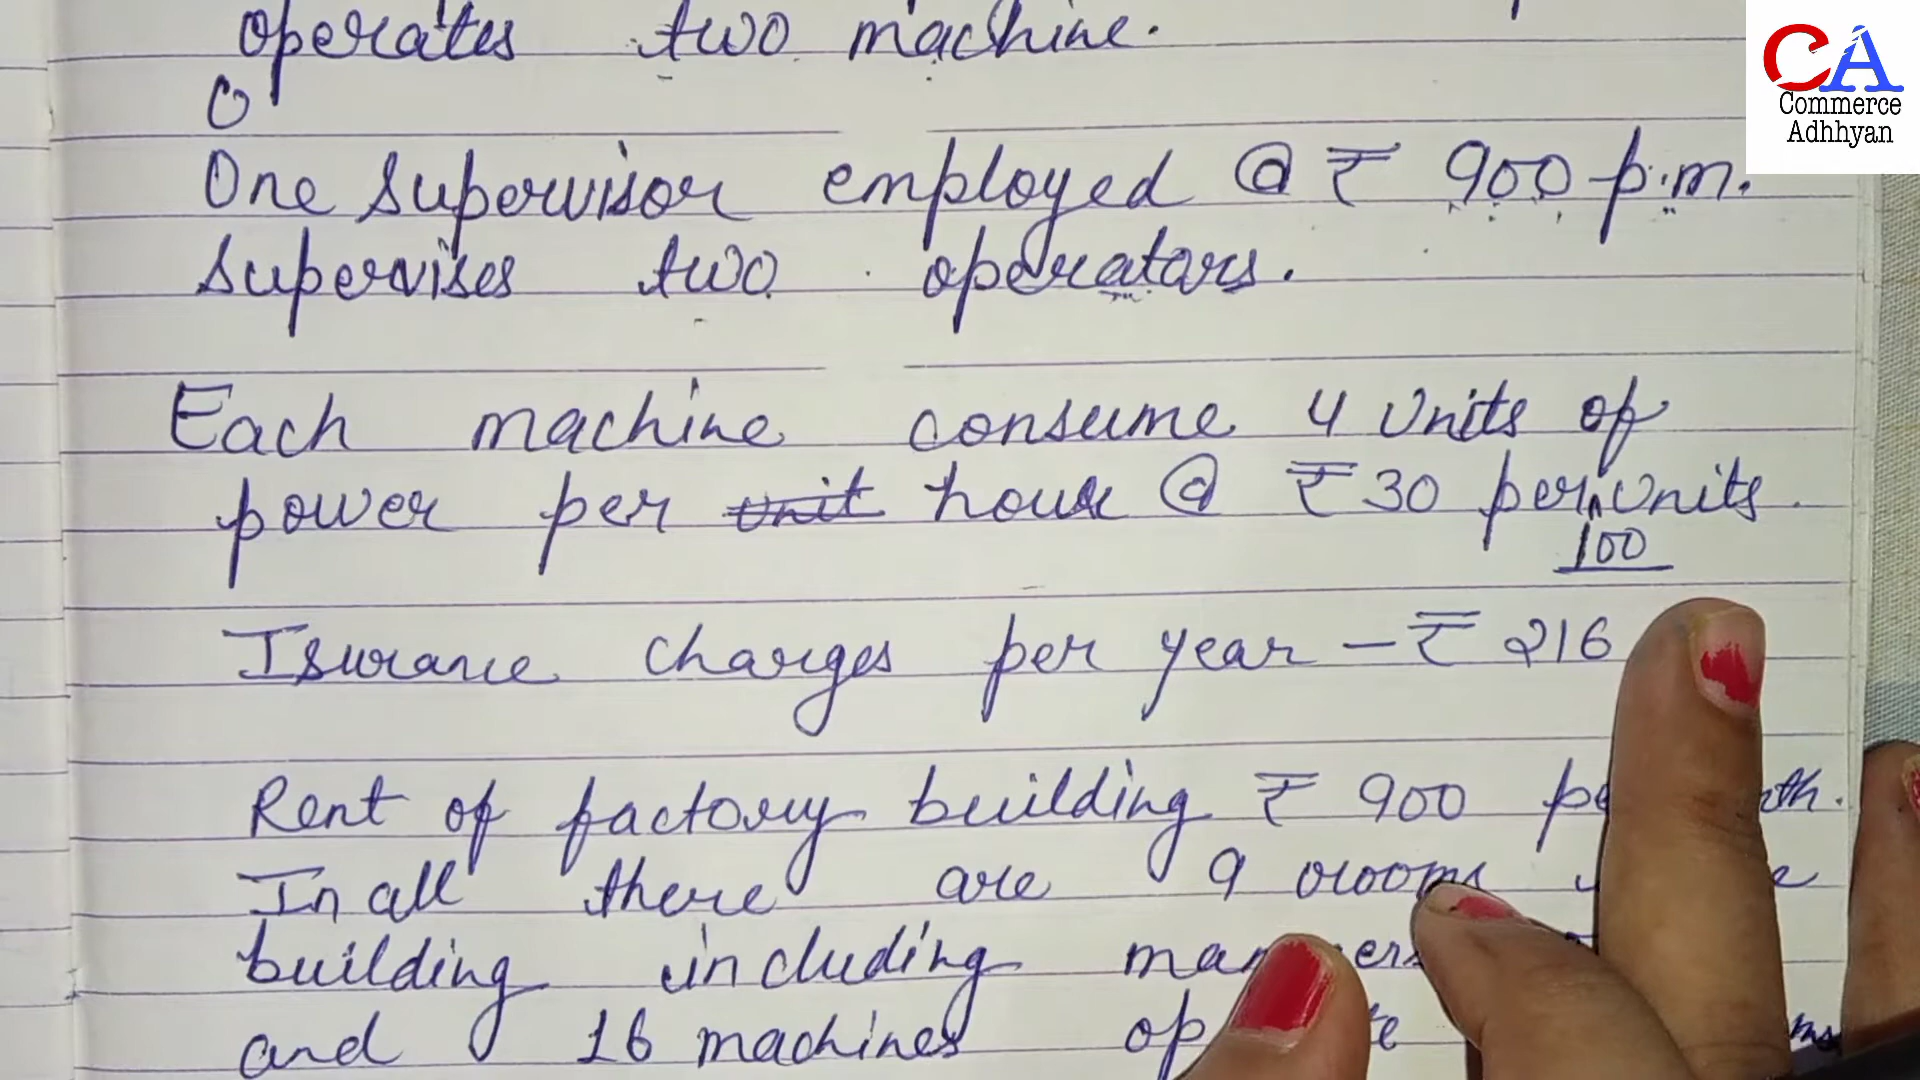 operates two machine.
O
One Supervisor employed @ ₹ 900 p.m.
Supervises two operators.
Each machine consume 4 Units of
power per unit hour @ ₹ 30 per ^ units.
100
Isurance charges per year - ₹ 216
Rent of factory building ₹ 900
In all there are 9 rooms
building including
and 16 machines
CA
Commerce
Adhhyan